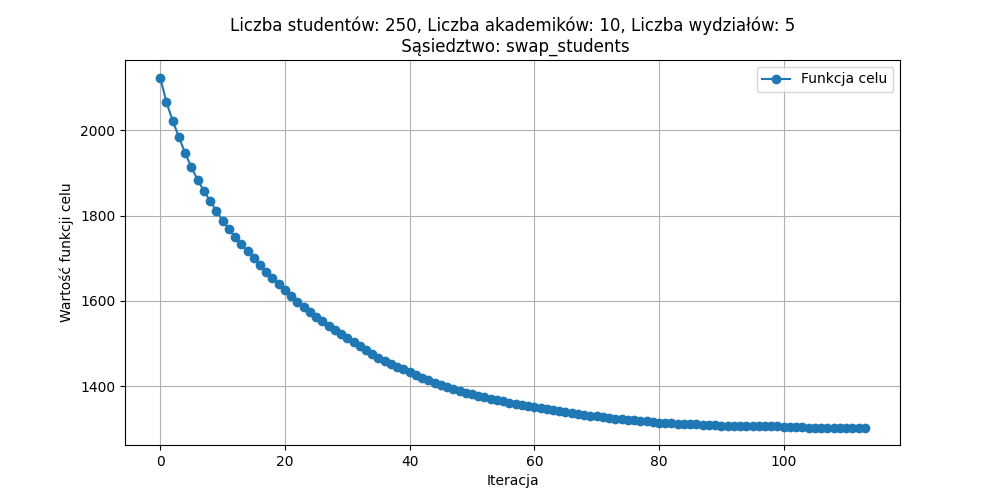 Liczba studentów: 250, Liczba akademików: 10, Liczba wydziałów: 5
Sąsiedztwo: swap_students
Funkcja celu
Wartość funkcji celu
2000
1800
1600
1400
0 20 40 60 80 100
Iteracja